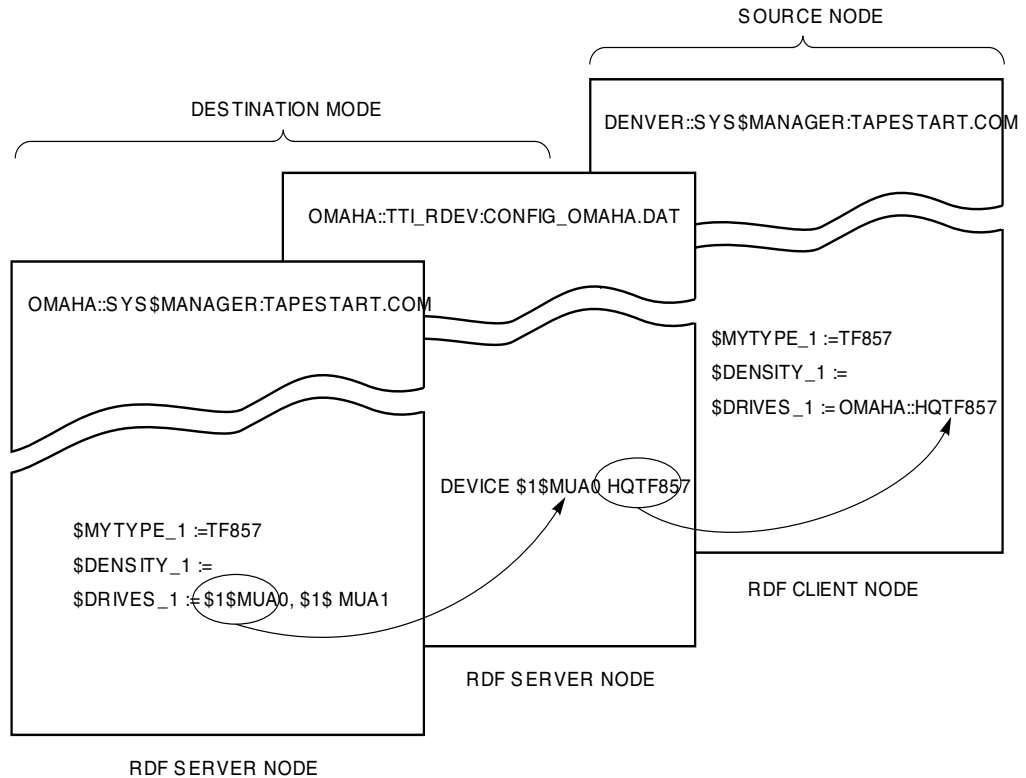 SOURCE NODE
DESTINATION MODE
DENVER::SYS$MANAGER:TAPESTART.COM
OMAHA::TTI_RDEV:CONFIG_OMAHA.DAT
OMAHA::SYS$MANAGER:TAPESTART.COM
$MYTYPE_1 :=TF857
$DENSITY_1 :=
$DRIVES_1 := OMAHA::HQTF857
DEVICE $1$MUA0 HQTF857
$MYTYPE_1 :=TF857
$DENSITY_1 :=
$DRIVES_1 := $1$MUA0, $1$ MUA1
RDF CLIENT NODE
RDF SERVER NODE
RDF SERVER NODE